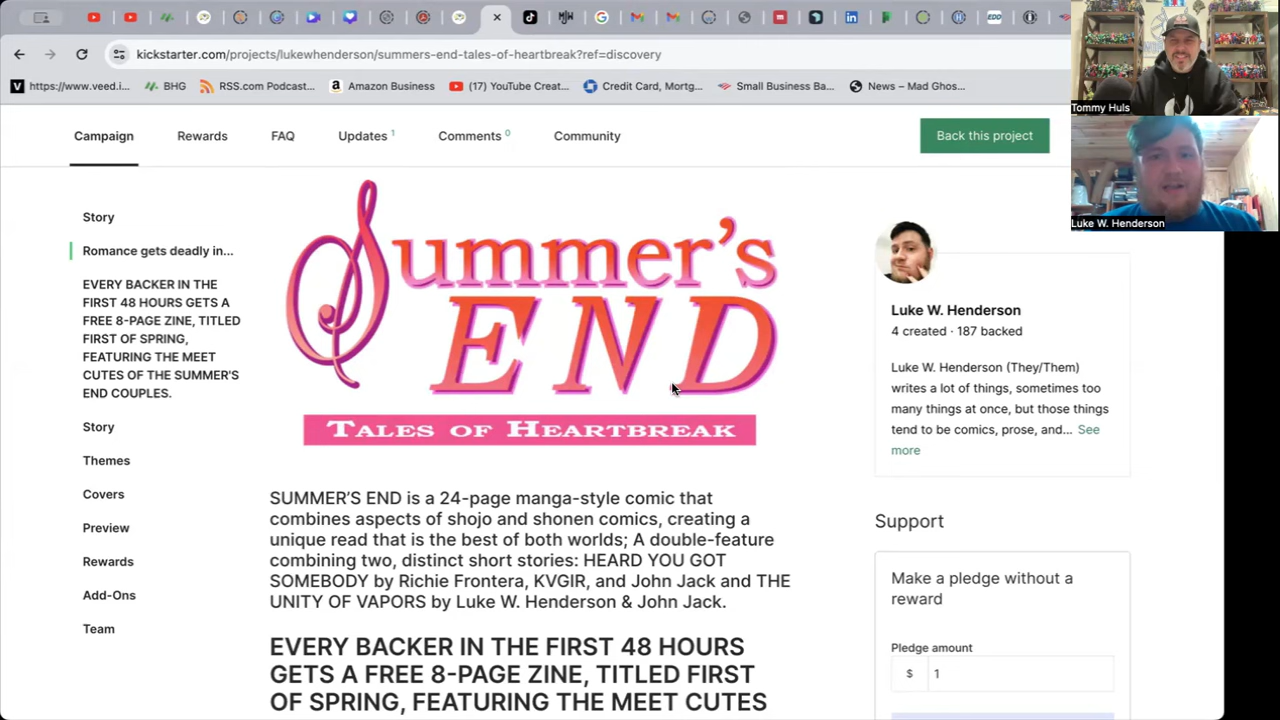 kickstarter.com/projects/lukewhenderson/summers-end-tales-of-heartbreak?ref=discovery
https://www.veed.i... BHG RSS.com Podcast... Amazon Business (17) YouTube Creat... Credit Card, Mortg... Small Business Ba... News – Mad Ghos...
Tommy Huls
Luke W. Henderson
Campaign Rewards FAQ Updates 1 Comments 0 Community Back this project
Story
Romance gets deadly in...
EVERY BACKER IN THE
FIRST 48 HOURS GETS A
FREE 8-PAGE ZINE, TITLED
FIRST OF SPRING,
FEATURING THE MEET
CUTES OF THE SUMMER'S
END COUPLES.
Story
Themes
Covers
Preview
Rewards
Add-Ons
Team
Summer's
END
TALES OF HEARTBREAK
SUMMER'S END is a 24-page manga-style comic that
combines aspects of shojo and shonen comics, creating a
unique read that is the best of both worlds; A double-feature
combining two, distinct short stories: HEARD YOU GOT
SOMEBODY by Richie Frontera, KVGIR, and John Jack and THE
UNITY OF VAPORS by Luke W. Henderson & John Jack.
EVERY BACKER IN THE FIRST 48 HOURS
GETS A FREE 8-PAGE ZINE, TITLED FIRST
OF SPRING, FEATURING THE MEET CUTES
Luke W. Henderson
4 created · 187 backed
Luke W. Henderson (They/Them)
writes a lot of things, sometimes too
many things at once, but those things
tend to be comics, prose, and... See
more
Support
Make a pledge without a
reward
Pledge amount
$ 1